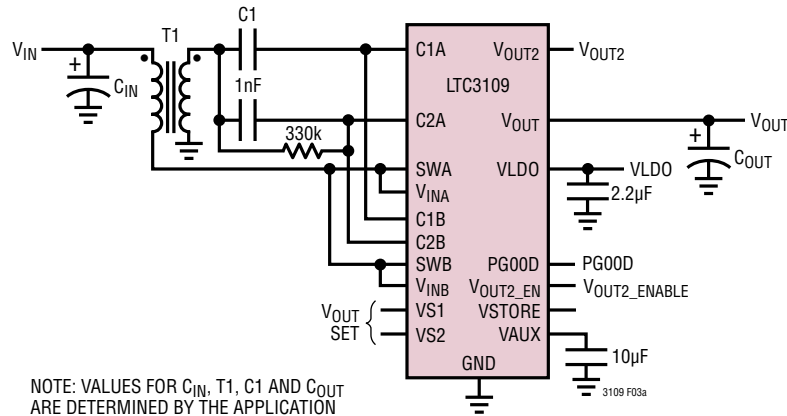 C1
T1
VIN
+
CIN
1nF
330k
C1A
VOUT2
VOUT2
LTC3109
C2A
VOUT
VOUT
+
COUT
SWA
VLDO
VLDO
VINA
2.2µF
C1B
C2B
SWB
PG00D
PG00D
VINB
VOUT2_EN
VOUT2_ENABLE
VOUT
SET
VS1
VSTORE
VS2
VAUX
10µF
GND
3109 F03a
NOTE: VALUES FOR CIN, T1, C1 AND COUT
ARE DETERMINED BY THE APPLICATION